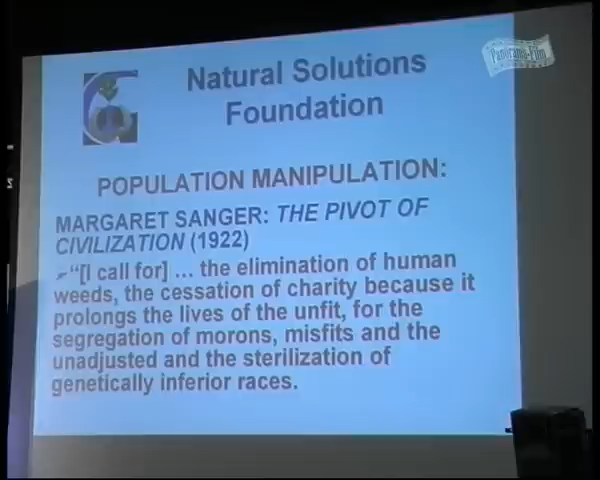 Panorama-Film
Natural Solutions
Foundation
POPULATION MANIPULATION:
MARGARET SANGER: THE PIVOT OF
CIVILIZATION (1922)
"[I call for] ... the elimination of human
weeds, the cessation of charity because it
prolongs the lives of the unfit, for the
segregation of morons, misfits and the
unadjusted and the sterilization of
genetically inferior races.